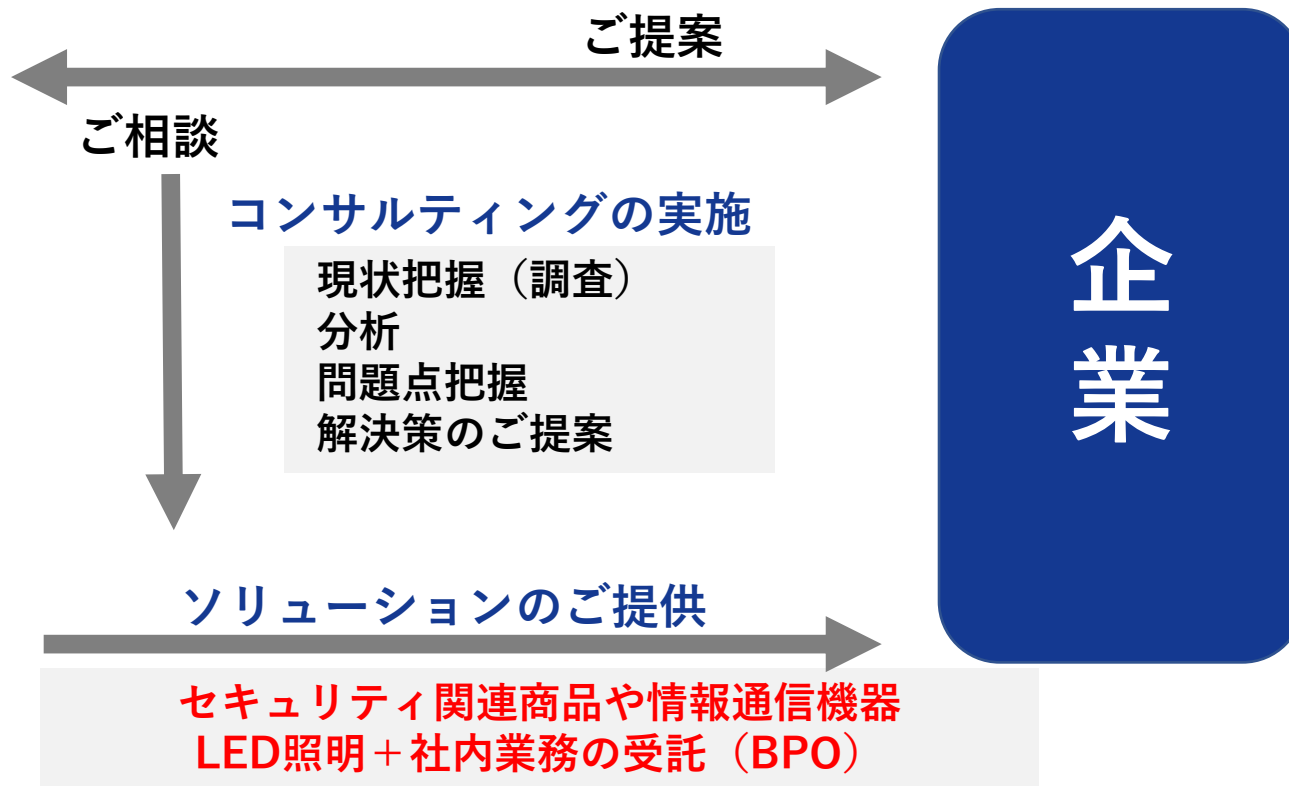 ご提案
ご相談
コンサルティングの実施
現状把握（調査）
分析
問題点把握
解決策のご提案
企業
ソリューションのご提供
セキュリティ関連商品や情報通信機器
LED照明＋社内業務の受託（BPO）